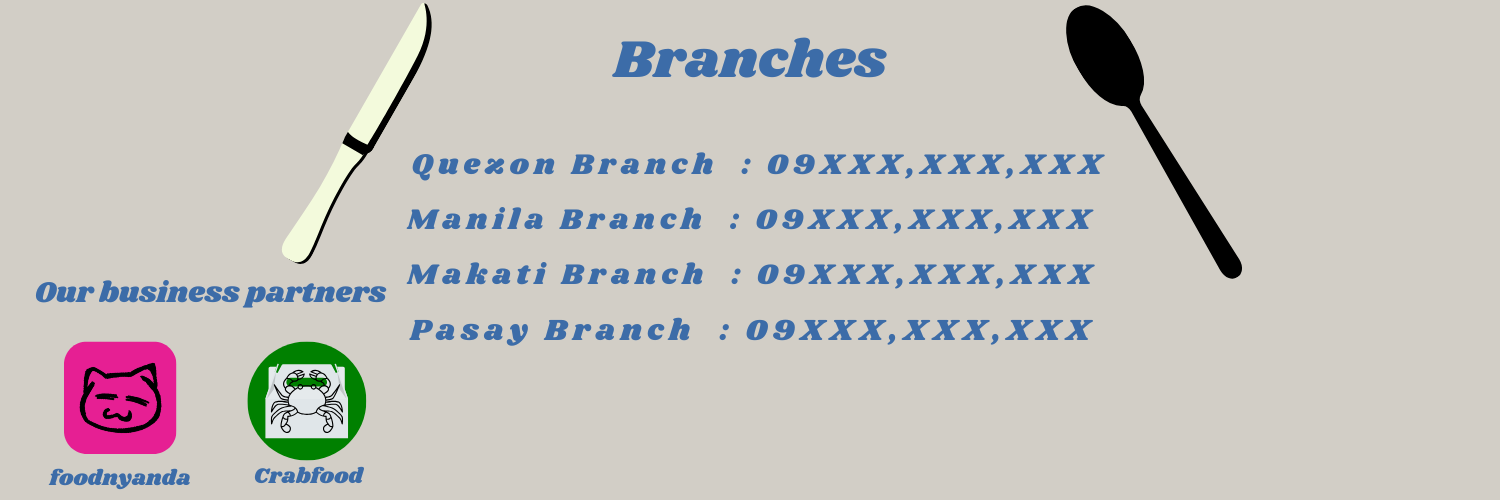 Branches
Quezon Branch : 09XXX,XXX,XXX
Manila Branch : 09XXX,XXX,XXX
Makati Branch : 09XXX,XXX,XXX
Pasay Branch : 09XXX,XXX,XXX
Our business partners
foodnyanda
Crabfood